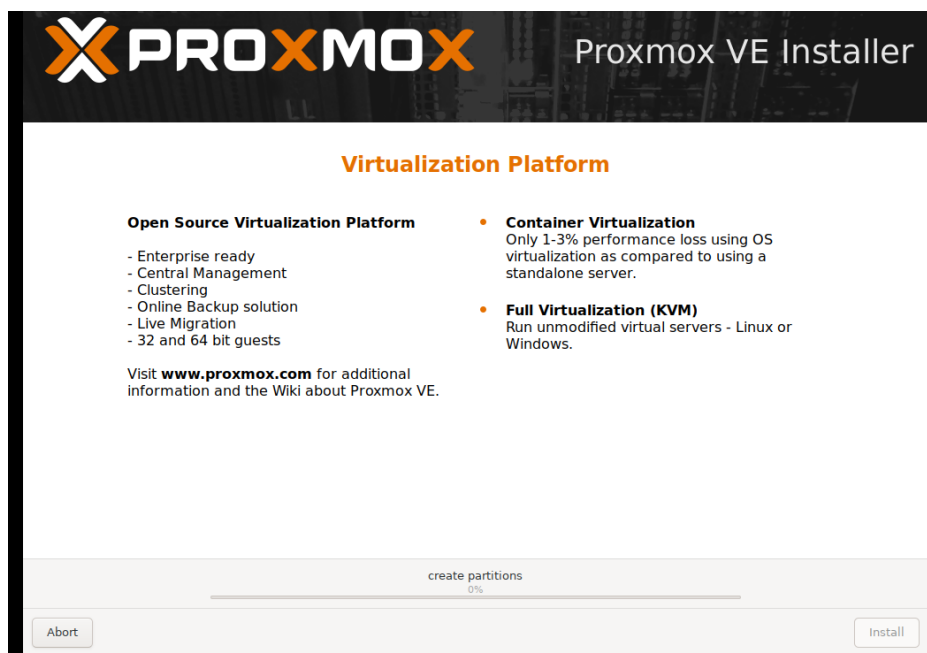 PROXMOX
Proxmox VE Installer
Virtualization Platform
Open Source Virtualization Platform
- Enterprise ready
- Central Management
- Clustering
- Online Backup solution
- Live Migration
- 32 and 64 bit guests
Visit www.proxmox.com for additional
information and the Wiki about Proxmox VE.
• Container Virtualization
Only 1-3% performance loss using OS
virtualization as compared to using a
standalone server.
• Full Virtualization (KVM)
Run unmodified virtual servers - Linux or
Windows.
create partitions
0%
Abort
Install